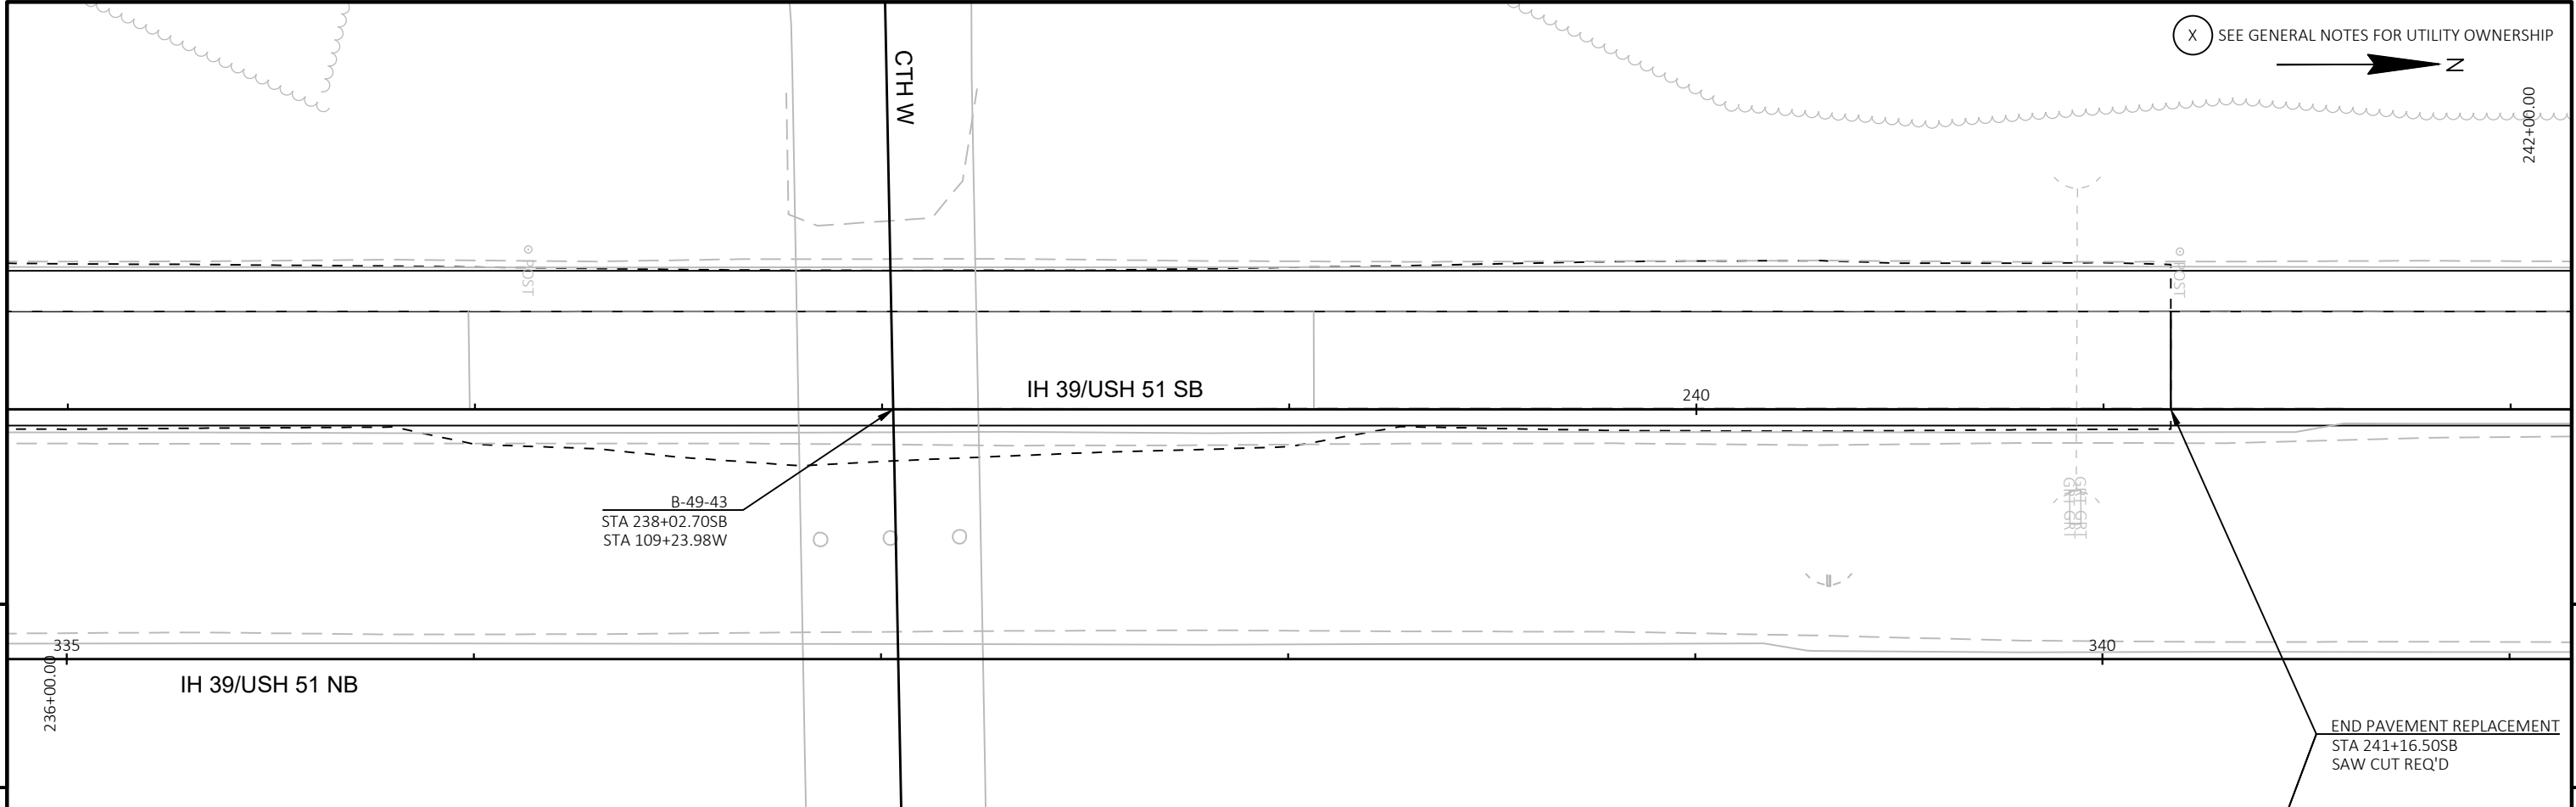 X SEE GENERAL NOTES FOR UTILITY OWNERSHIP
N
CTH W
242+00.00
POST
POST
IH 39/USH 51 SB
240
B-49-43
STA 238+02.70SB
STA 109+23.98W
335
340
236+00.00
IH 39/USH 51 NB
END PAVEMENT REPLACEMENT
STA 241+16.50SB
SAW CUT REQ'D